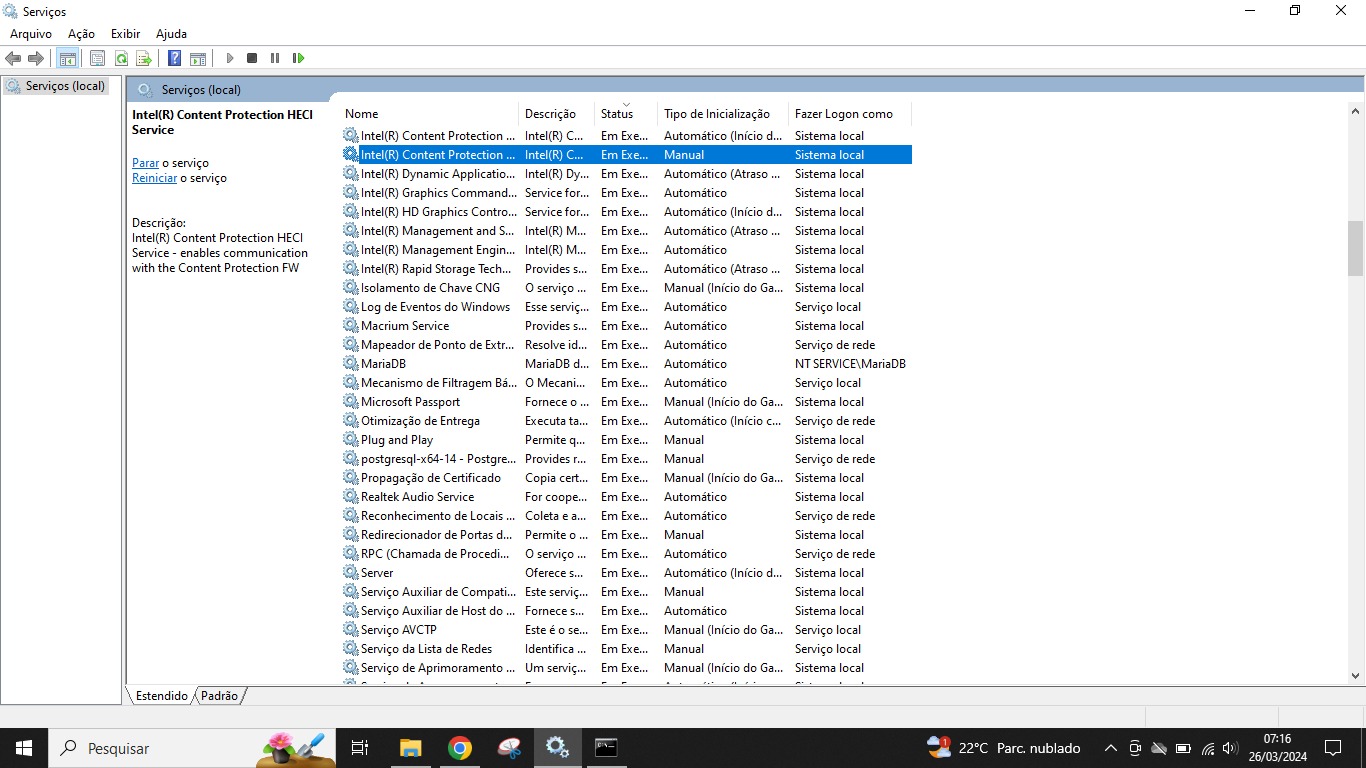 Serviços
Arquivo Ação Exibir Ajuda
Serviços (local)
Serviços (local)
Intel(R) Content Protection HECI
Service
Parar o serviço
Reiniciar o serviço
Descrição:
Intel(R) Content Protection HECI
Service - enables communication
with the Content Protection FW
Nome Descrição Status Tipo de Inicialização Fazer Logon como
Intel(R) Content Protection ... Intel(R) C... Em Exe... Automático (Início d... Sistema local
Intel(R) Content Protection ... Intel(R) C... Em Exe... Manual Sistema local
Intel(R) Dynamic Applicatio... Intel(R) Dy... Em Exe... Automático (Atraso ... Sistema local
Intel(R) Graphics Command... Service for... Em Exe... Automático Sistema local
Intel(R) HD Graphics Contro... Service for... Em Exe... Automático (Início d... Sistema local
Intel(R) Management and S... Intel(R) M... Em Exe... Automático (Atraso ... Sistema local
Intel(R) Management Engin... Intel(R) M... Em Exe... Automático Sistema local
Intel(R) Rapid Storage Tech... Provides s... Em Exe... Automático (Atraso ... Sistema local
Isolamento de Chave CNG O serviço ... Em Exe... Manual (Início do Ga... Sistema local
Log de Eventos do Windows Esse serviç... Em Exe... Automático Serviço local
Macrium Service Provides s... Em Exe... Automático Sistema local
Mapeador de Ponto de Extr... Resolve id... Em Exe... Automático Serviço de rede
MariaDB MariaDB d... Em Exe... Automático NT SERVICE\MariaDB
Mecanismo de Filtragem Bá... O Mecani... Em Exe... Automático Serviço local
Microsoft Passport Fornece o ... Em Exe... Manual (Início do Ga... Sistema local
Otimização de Entrega Executa ta... Em Exe... Automático (Início c... Serviço de rede
Plug and Play Permite q... Em Exe... Manual Sistema local
postgresql-x64-14 - Postgre... Provides r... Em Exe... Manual Serviço de rede
Propagação de Certificado Copia cert... Em Exe... Manual (Início do Ga... Sistema local
Realtek Audio Service For coope... Em Exe... Automático Sistema local
Reconhecimento de Locais ... Coleta e a... Em Exe... Automático Serviço de rede
Redirecionador de Portas d... Permite o ... Em Exe... Manual Sistema local
RPC (Chamada de Procedi... O serviço ... Em Exe... Automático Serviço de rede
Server Oferece s... Em Exe... Automático (Início d... Sistema local
Serviço Auxiliar de Compati... Este serviç... Em Exe... Manual Sistema local
Serviço Auxiliar de Host do ... Fornece s... Em Exe... Automático Sistema local
Serviço AVCTP Este é o se... Em Exe... Manual (Início do Ga... Serviço local
Serviço da Lista de Redes Identifica ... Em Exe... Manual Serviço local
Serviço de Aprimoramento ... Um serviç... Em Exe... Manual (Início do Ga... Sistema local
Estendido Padrão
Pesquisar
1 22°C Parc. nublado
07:16
26/03/2024